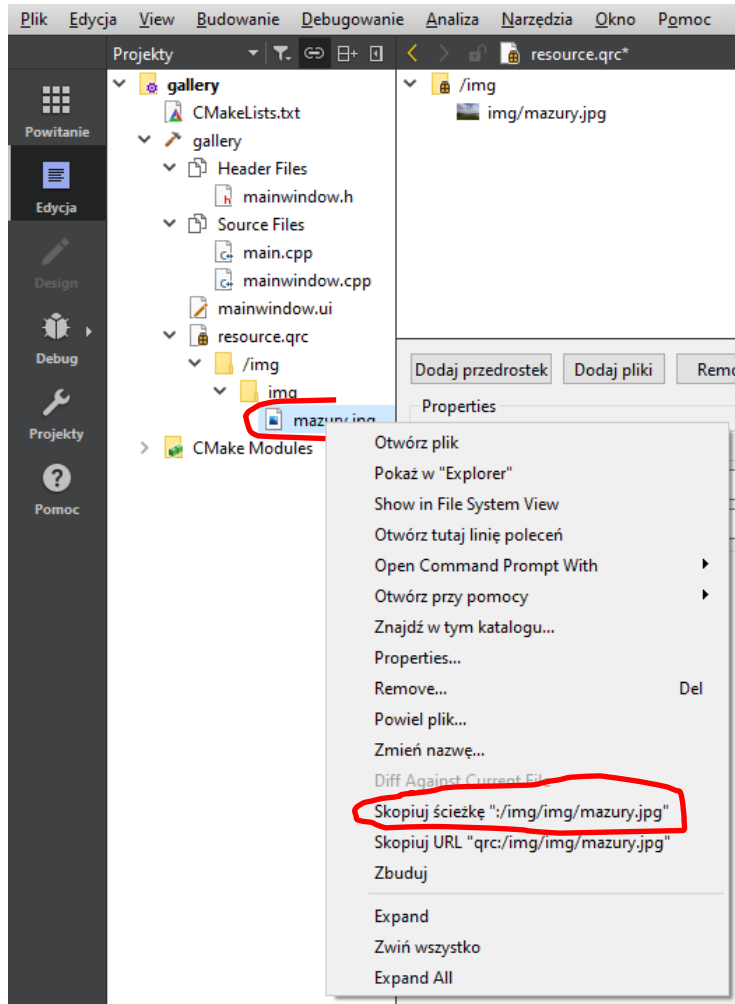 Plik Edycja View Budowanie Debugowanie Analiza Narzędzia Okno Pomoc
Projekty
resource.qrc*
Powitanie
Edycja
Design
Debug
Projekty
Pomoc
gallery
CMakeLists.txt
gallery
Header Files
mainwindow.h
Source Files
main.cpp
mainwindow.cpp
mainwindow.ui
resource.qrc
/img
img
mazury.jpg
CMake Modules
/img
img/mazury.jpg
Dodaj przedrostek Dodaj pliki Remo
Properties
Otwórz plik
Pokaż w "Explorer"
Show in File System View
Otwórz tutaj linię poleceń
Open Command Prompt With
Otwórz przy pomocy
Znajdź w tym katalogu...
Properties...
Remove... Del
Powiel plik...
Zmień nazwę...
Diff Against Current File
Skopiuj ścieżkę ":/img/img/mazury.jpg"
Skopiuj URL "qrc:/img/img/mazury.jpg"
Zbuduj
Expand
Zwiń wszystko
Expand All